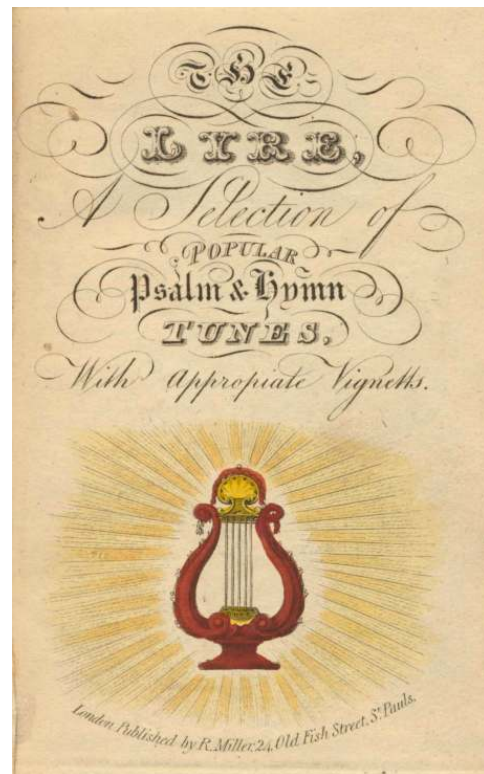 THE
LYRE,
A Selection of
POPULAR
Psalm & Hymn
TUNES,
With Appropiate Vignetts.
London Published by R. Miller, 24, Old Fish Street, St. Pauls.